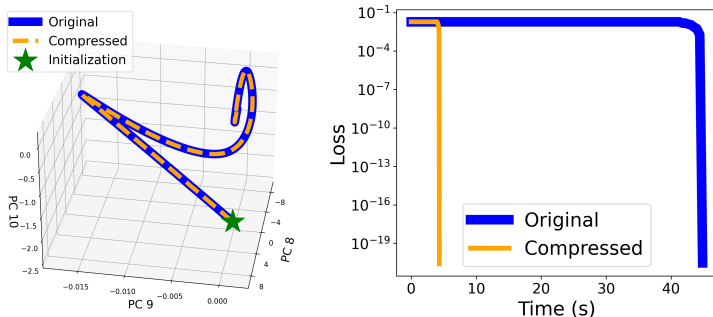 Original
Compressed
Initialization
0.0
−0.5
−1.0
−1.5
−2.0
−2.5
PC 10
−0.015
−0.010
−0.005
0.000
PC 9
−8
−4
0
4
8
PC 8
10⁻¹
10⁻⁴
10⁻⁷
10⁻¹⁰
10⁻¹³
10⁻¹⁶
10⁻¹⁹
Loss
Original
Compressed
0
10
20
30
40
Time (s)